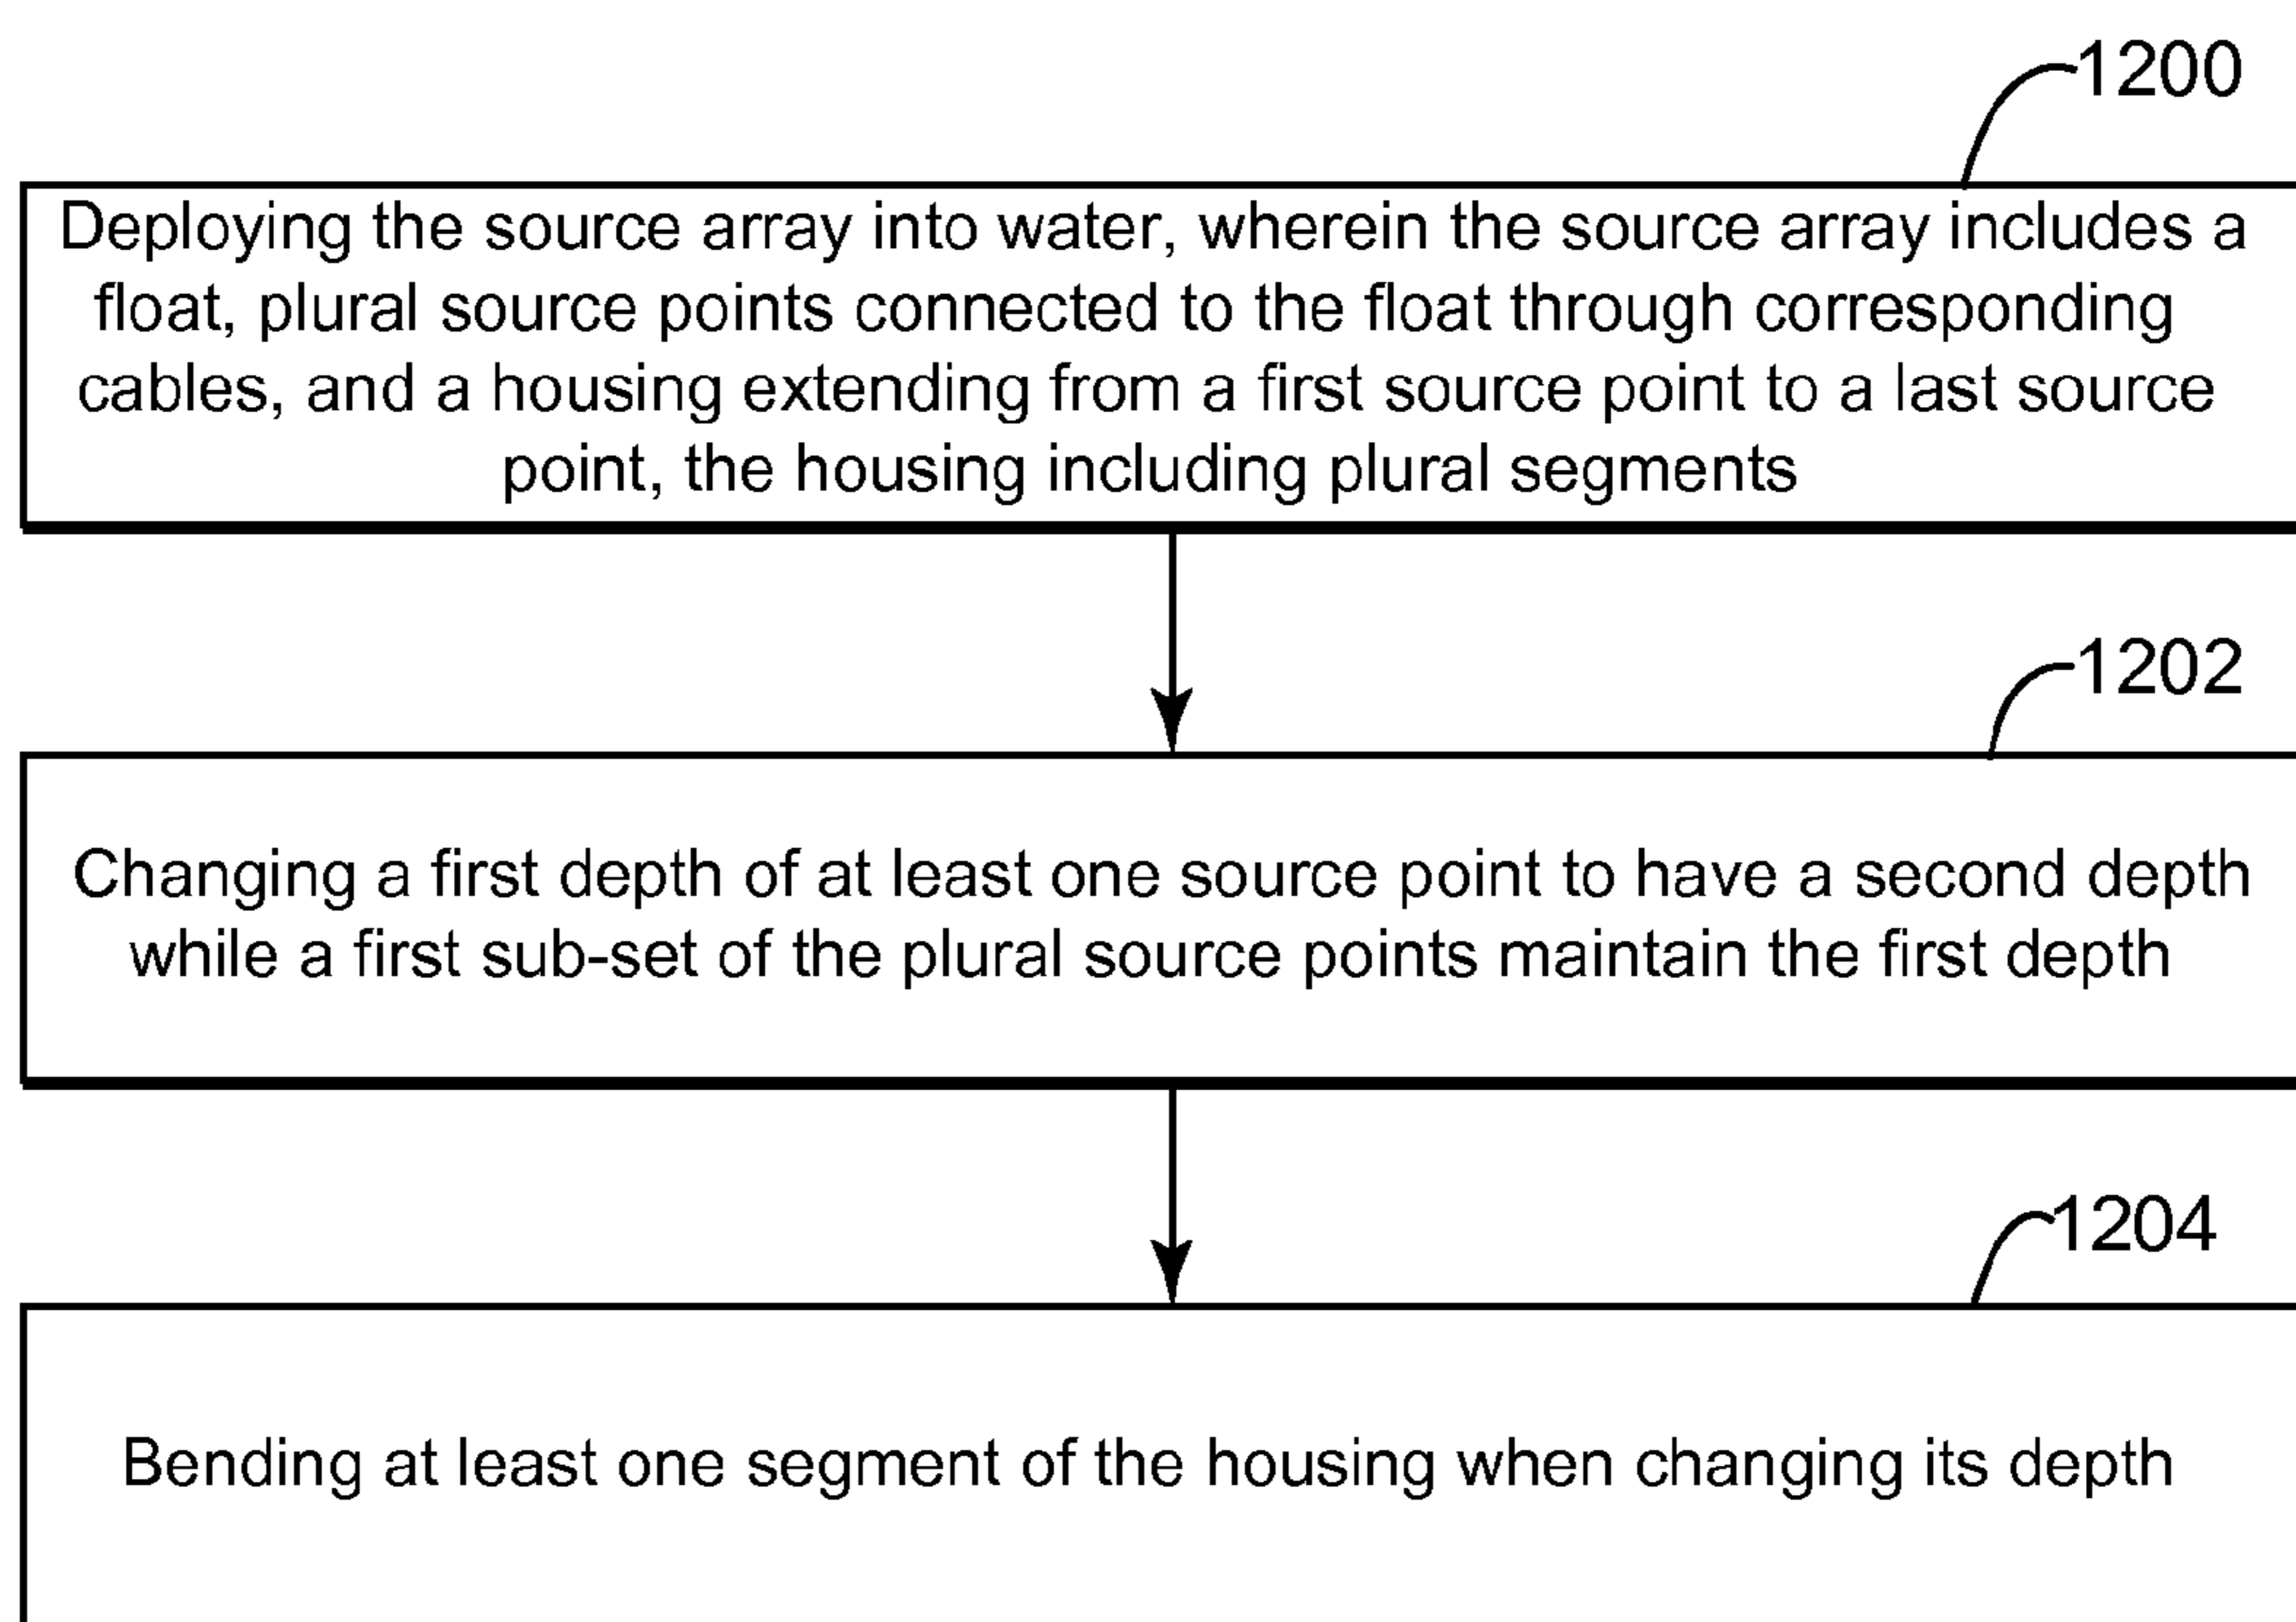 1200
Deploying the source array into water, wherein the source array includes a
float, plural source points connected to the float through corresponding
cables, and a housing extending from a first source point to a last source
point, the housing including plural segments
1202
Changing a first depth of at least one source point to have a second depth
while a first sub-set of the plural source points maintain the first depth
1204
Bending at least one segment of the housing when changing its depth